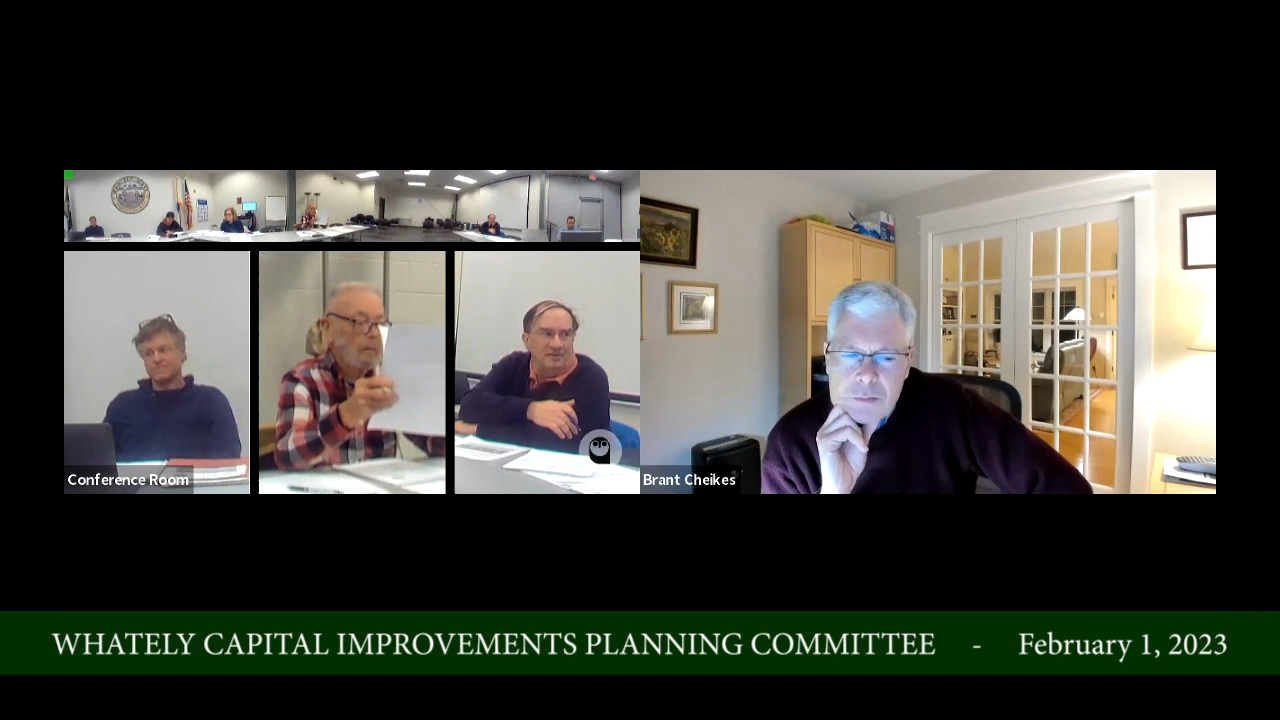 Conference Room
Brant Cheikes
WHATELY CAPITAL IMPROVEMENTS PLANNING COMMITTEE - February 1, 2023